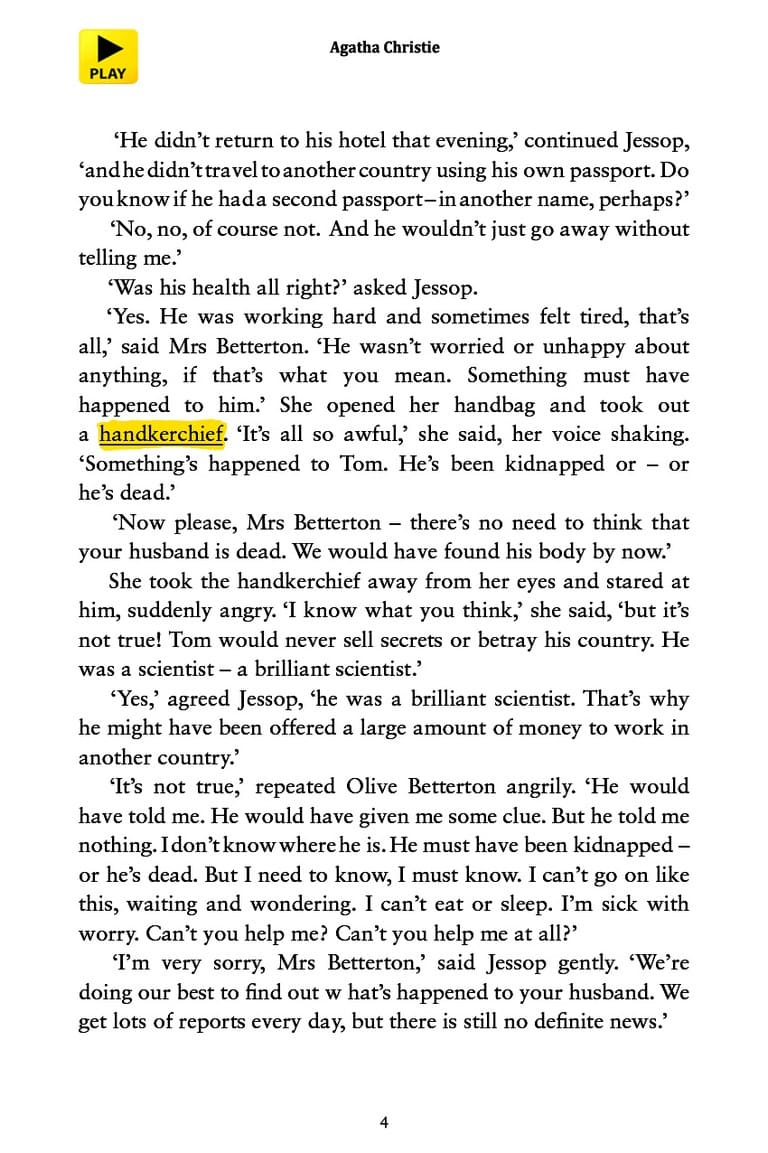 PLAY
Agatha Christie
‘He didn’t return to his hotel that evening,’ continued Jessop,
‘and he didn’t travel to another country using his own passport. Do
you know if he had a second passport – in another name, perhaps?’
‘No, no, of course not. And he wouldn’t just go away without
telling me.’
‘Was his health all right?’ asked Jessop.
‘Yes. He was working hard and sometimes felt tired, that’s
all,’ said Mrs Betterton. ‘He wasn’t worried or unhappy about
anything, if that’s what you mean. Something must have
happened to him.’ She opened her handbag and took out
a handkerchief. ‘It’s all so awful,’ she said, her voice shaking.
‘Something’s happened to Tom. He’s been kidnapped or – or
he’s dead.’
‘Now please, Mrs Betterton – there’s no need to think that
your husband is dead. We would have found his body by now.’
She took the handkerchief away from her eyes and stared at
him, suddenly angry. ‘I know what you think,’ she said, ‘but it’s
not true! Tom would never sell secrets or betray his country. He
was a scientist – a brilliant scientist.’
‘Yes,’ agreed Jessop, ‘he was a brilliant scientist. That’s why
he might have been offered a large amount of money to work in
another country.’
‘It’s not true,’ repeated Olive Betterton angrily. ‘He would
have told me. He would have given me some clue. But he told me
nothing. I don’t know where he is. He must have been kidnapped –
or he’s dead. But I need to know, I must know. I can’t go on like
this, waiting and wondering. I can’t eat or sleep. I’m sick with
worry. Can’t you help me? Can’t you help me at all?’
‘I’m very sorry, Mrs Betterton,’ said Jessop gently. ‘We’re
doing our best to find out w hat’s happened to your husband. We
get lots of reports every day, but there is still no definite news.’
4